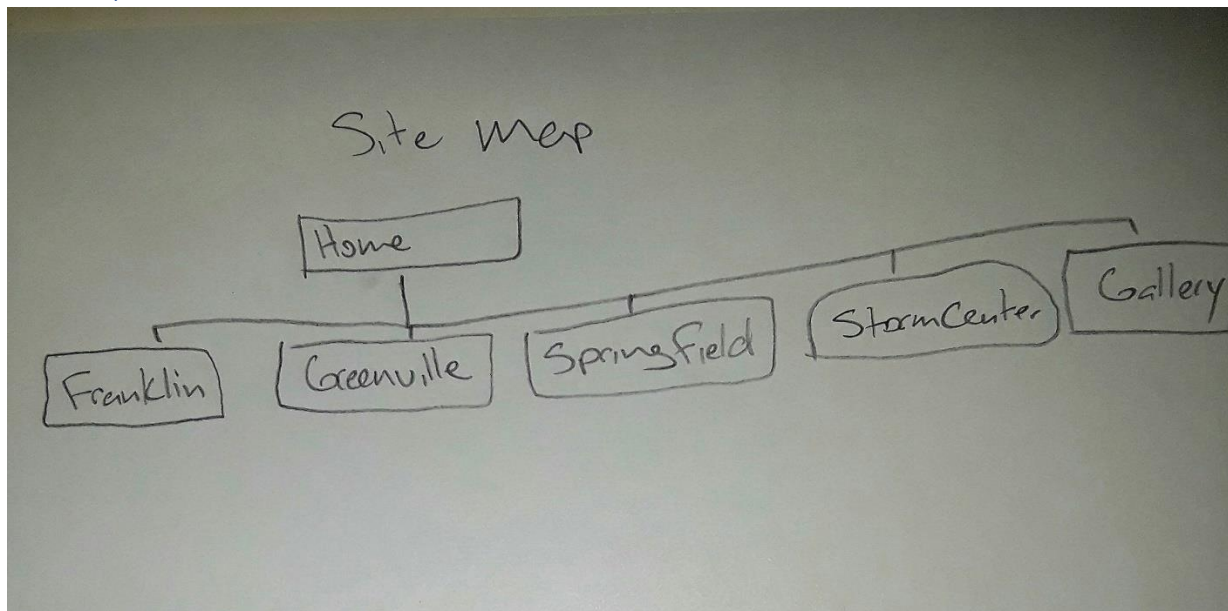 Site map
Home
Franklin
Greenville
Springfield
StormCenter
Gallery